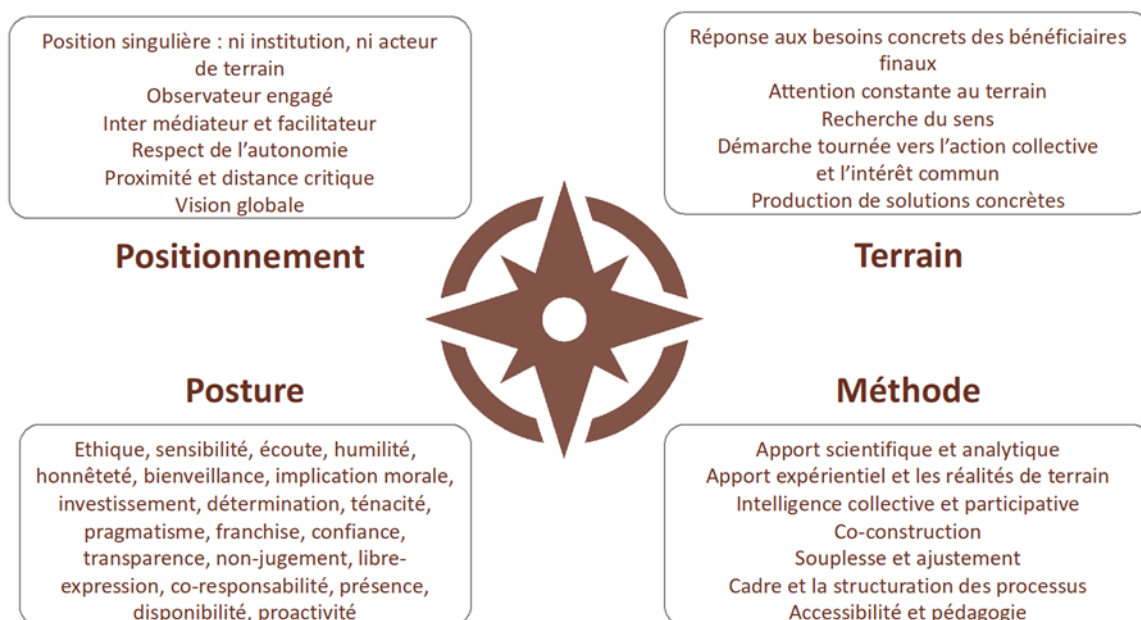 Position singulière : ni institution, ni acteur
de terrain
Observateur engagé
Inter médiateur et facilitateur
Respect de l'autonomie
Proximité et distance critique
Vision globale
Positionnement
Réponse aux besoins concrets des bénéficiaires
finaux
Attention constante au terrain
Recherche du sens
Démarche tournée vers l'action collective
et l'intérêt commun
Production de solutions concrètes
Terrain
Posture
Ethique, sensibilité, écoute, humilité,
honnêteté, bienveillance, implication morale,
investissement, détermination, ténacité,
pragmatisme, franchise, confiance,
transparence, non-jugement, libre-
expression, co-responsabilité, présence,
disponibilité, proactivité
Méthode
Apport scientifique et analytique
Apport expérientiel et les réalités de terrain
Intelligence collective et participative
Co-construction
Souplesse et ajustement
Cadre et la structuration des processus
Accessibilité et pédagogie